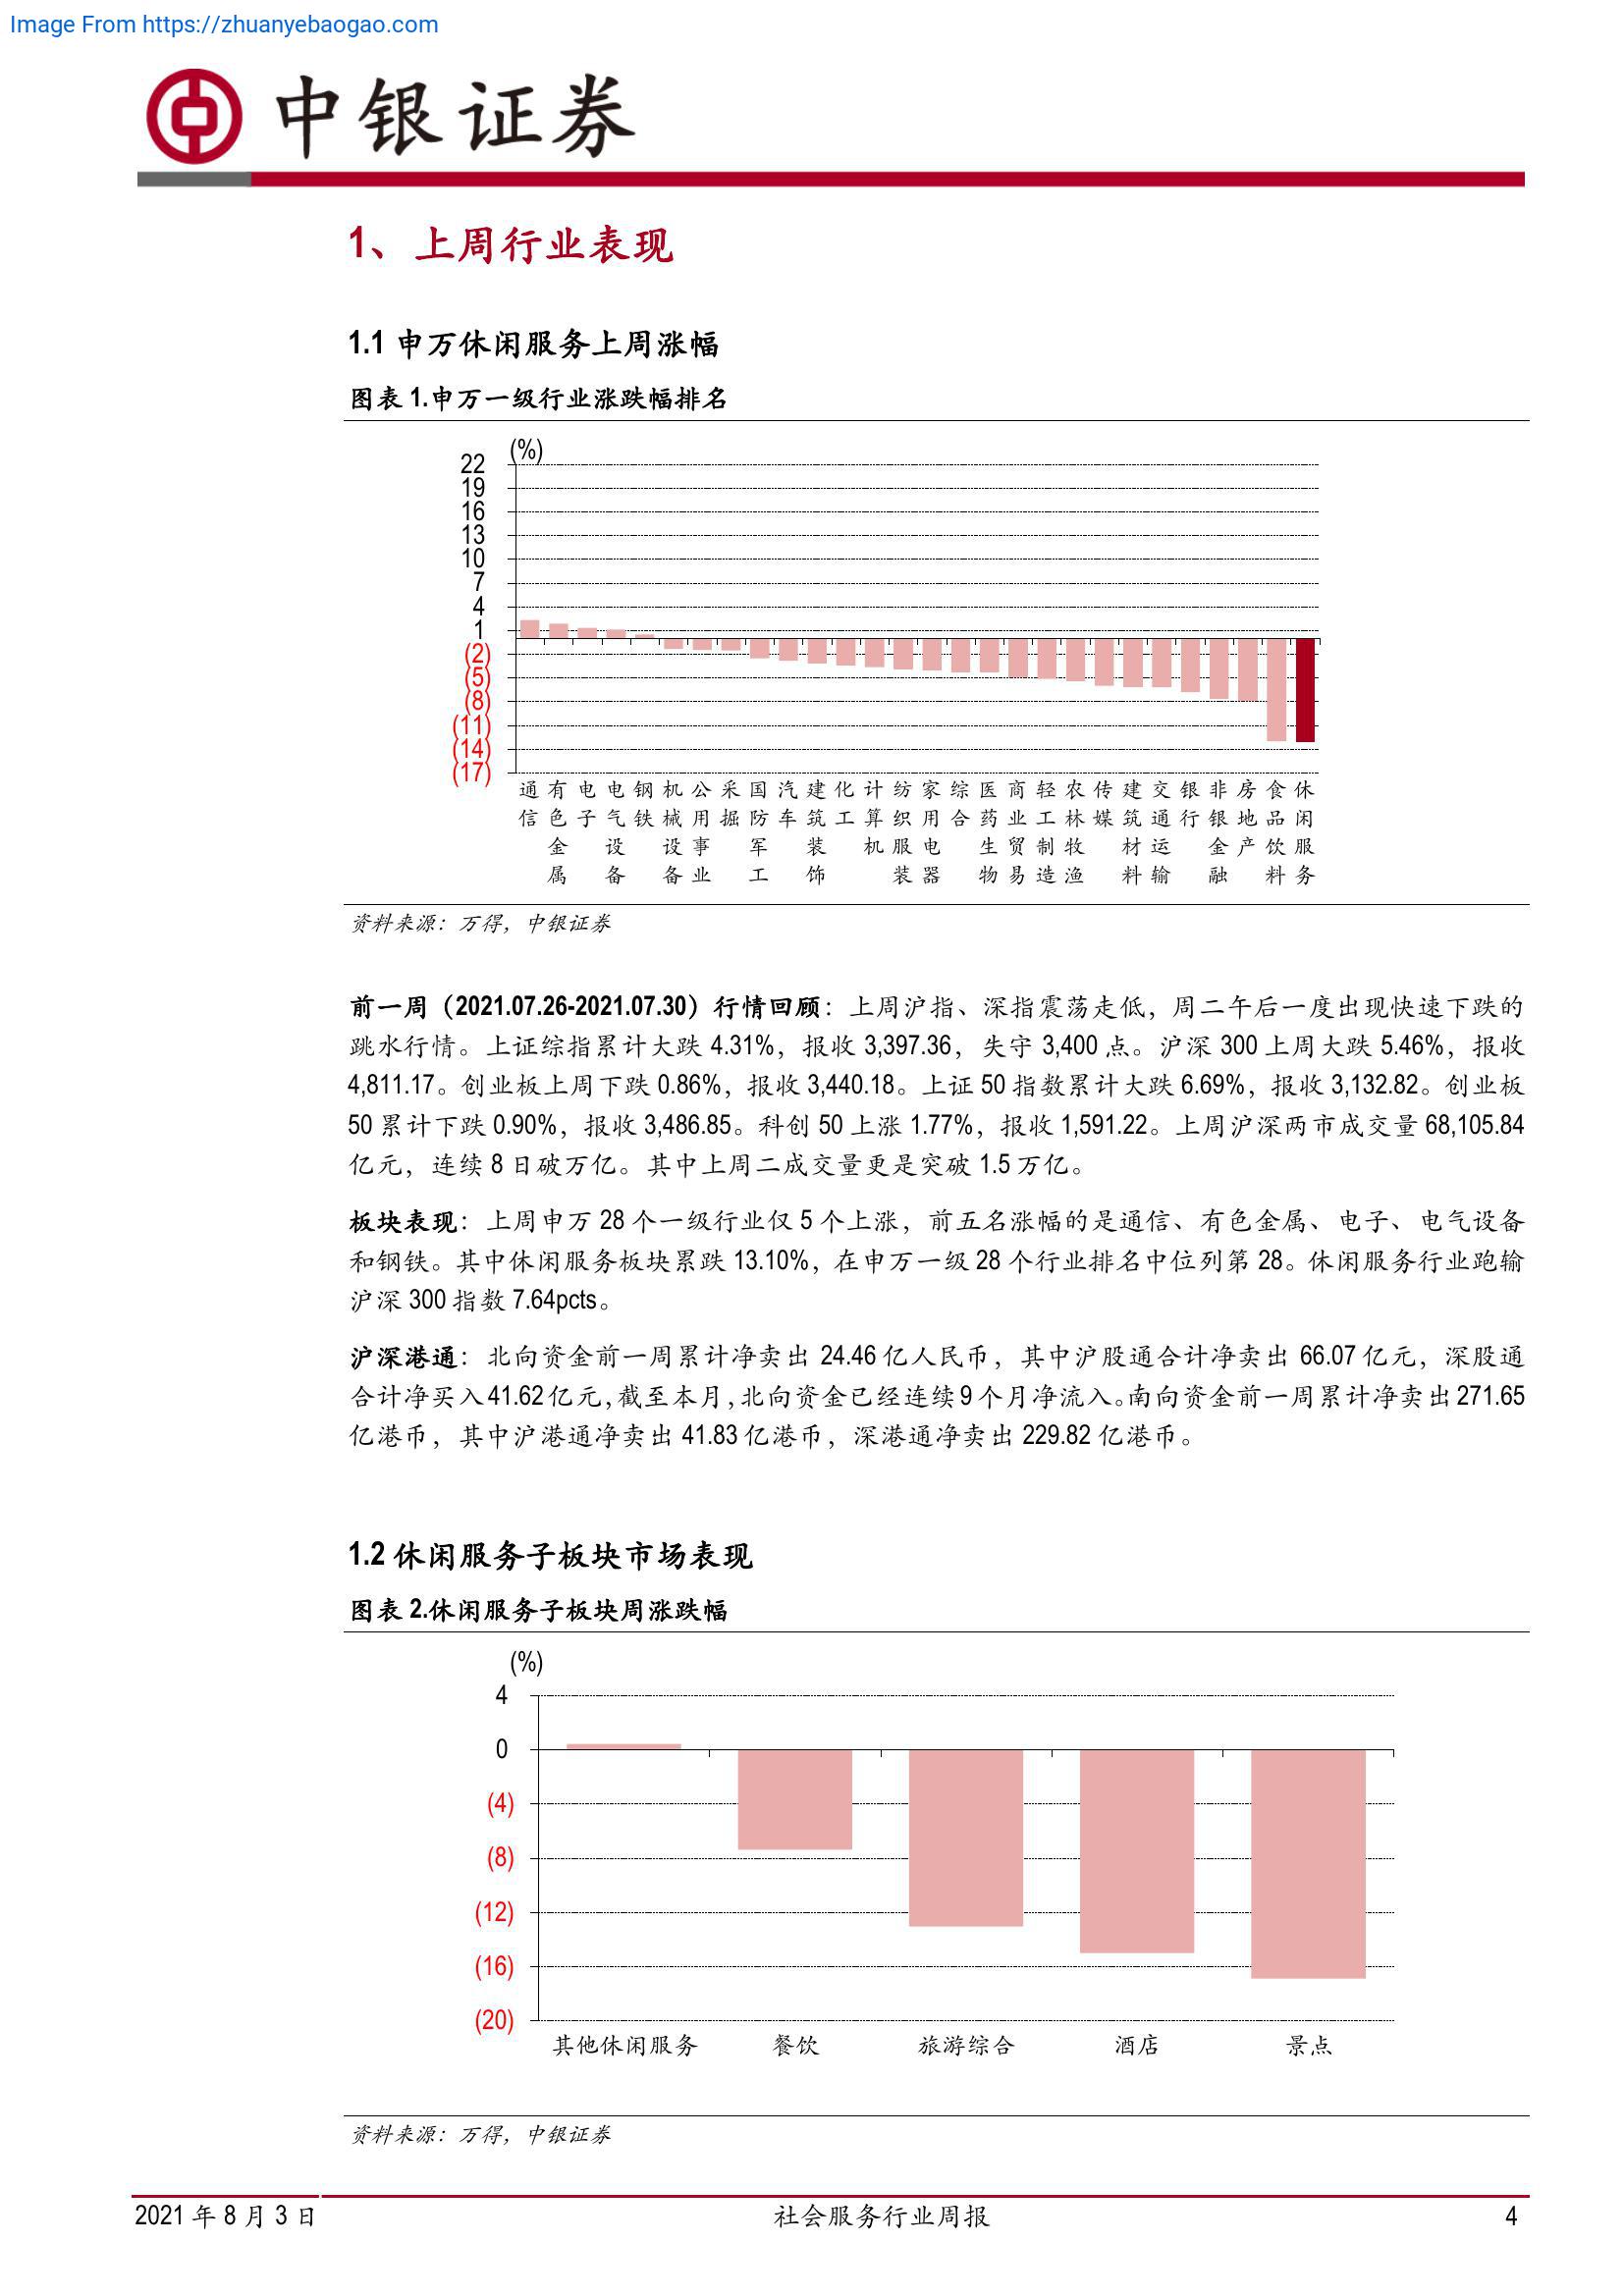 Image From https://zhuanyebaogao.com
中银证券
1、上周行业表现
1.1 申万休闲服务上周涨幅
图表 1.申万一级行业涨跌幅排名
(%)
22
19
16
13
10
7
4
1
(2)
(5)
(8)
(11)
(14)
(17)
通信 有色金属 电子 电气设备 钢铁 机械设备 公用事业 采掘 国防军工 汽车 建筑装饰 化工 计算机 纺织服装 家用电器 综合 医药生物 商业贸易 轻工制造 农林牧渔 传媒 建筑材料 交通运输 银行 非银金融 房地产 食品饮料 休闲服务
资料来源：万得，中银证券
前一周（2021.07.26-2021.07.30）行情回顾：上周沪指、深指震荡走低，周二午后一度出现快速下跌的
跳水行情。上证综指累计大跌 4.31%，报收 3,397.36，失守 3,400 点。沪深 300 上周大跌 5.46%，报收
4,811.17。创业板上周下跌 0.86%，报收 3,440.18。上证 50 指数累计大跌 6.69%，报收 3,132.82。创业板
50 累计下跌 0.90%，报收 3,486.85。科创 50 上涨 1.77%，报收 1,591.22。上周沪深两市成交量 68,105.84
亿元，连续 8 日破万亿。其中上周二成交量更是突破 1.5 万亿。
板块表现：上周申万 28 个一级行业仅 5 个上涨，前五名涨幅的是通信、有色金属、电子、电气设备
和钢铁。其中休闲服务板块累跌 13.10%，在申万一级 28 个行业排名中位列第 28。休闲服务行业跑输
沪深 300 指数 7.64pcts。
沪深港通：北向资金前一周累计净卖出 24.46 亿人民币，其中沪股通合计净卖出 66.07 亿元，深股通
合计净买入 41.62 亿元，截至本月，北向资金已经连续 9 个月净流入。南向资金前一周累计净卖出 271.65
亿港币，其中沪港通净卖出 41.83 亿港币，深港通净卖出 229.82 亿港币。
1.2 休闲服务子板块市场表现
图表 2.休闲服务子板块周涨跌幅
(%)
4
0
(4)
(8)
(12)
(16)
(20)
其他休闲服务 餐饮 旅游综合 酒店 景点
资料来源：万得，中银证券
2021 年 8 月 3 日 社会服务行业周报 4